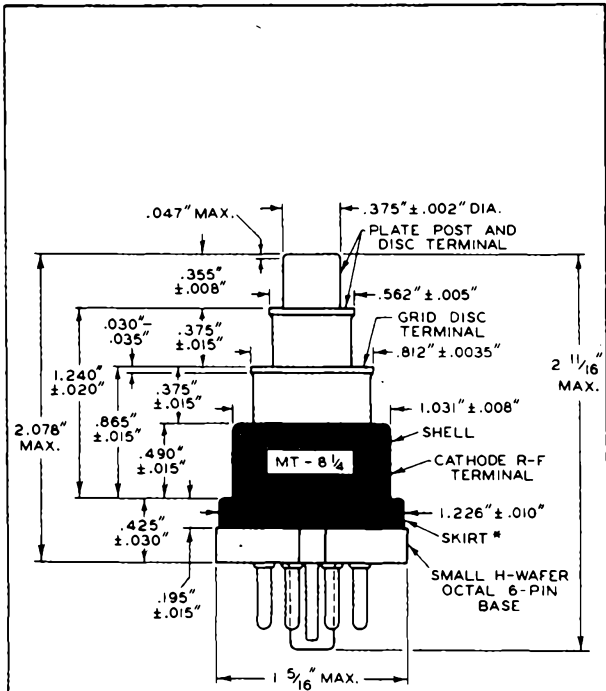 .047" MAX.
.375" ± .002" DIA.
PLATE POST AND
DISC TERMINAL
.355"
±.008"
.562" ±.005"
GRID DISC
TERMINAL
.030"-
.035"
.375"
±.015"
.812" ±.0035"
2 11/16"
MAX.
1.240"
±.020"
.375"
±.015"
1.031" ±.008"
.865"
±.015"
2.078"
MAX.
SHELL
.490"
±.015"
MT - 8 1/4
CATHODE R-F
TERMINAL
1.226" ± .010"
.425"
±.030"
SKIRT *
SMALL H-WAFER
OCTAL 6-PIN
BASE
.195"
±.015"
1 5/16" MAX.